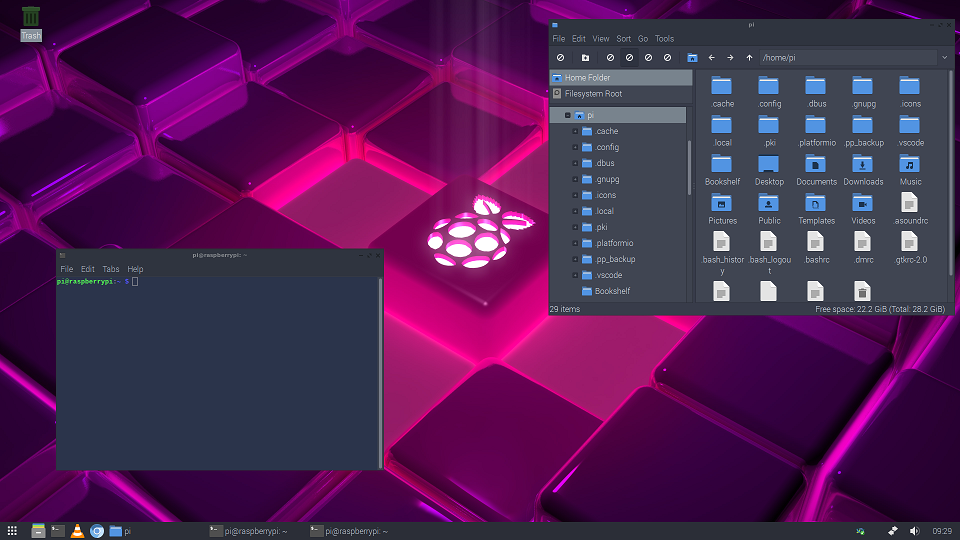 Trash
pi
File Edit View Sort Go Tools
/home/pi
Home Folder
Filesystem Root
pi
.cache
.config
.dbus
.gnupg
.icons
.local
.pki
.platformio
.pp_backup
.vscode
Bookshelf
.cache .config .dbus .gnupg .icons
.local .pki .platformio .pp_backup .vscode
Bookshelf Desktop Documents Downloads Music
Pictures Public Templates Videos .asoundrc
.bash_history .bash_logout .bashrc .dmrc .gtkrc-2.0
29 items Free space: 22.2 GiB (Total: 28.2 GiB)
pi@raspberrypi: ~
File Edit Tabs Help
pi@raspberrypi:~ $
pi pi@raspberrypi: ~ pi@raspberrypi: ~ 09:29